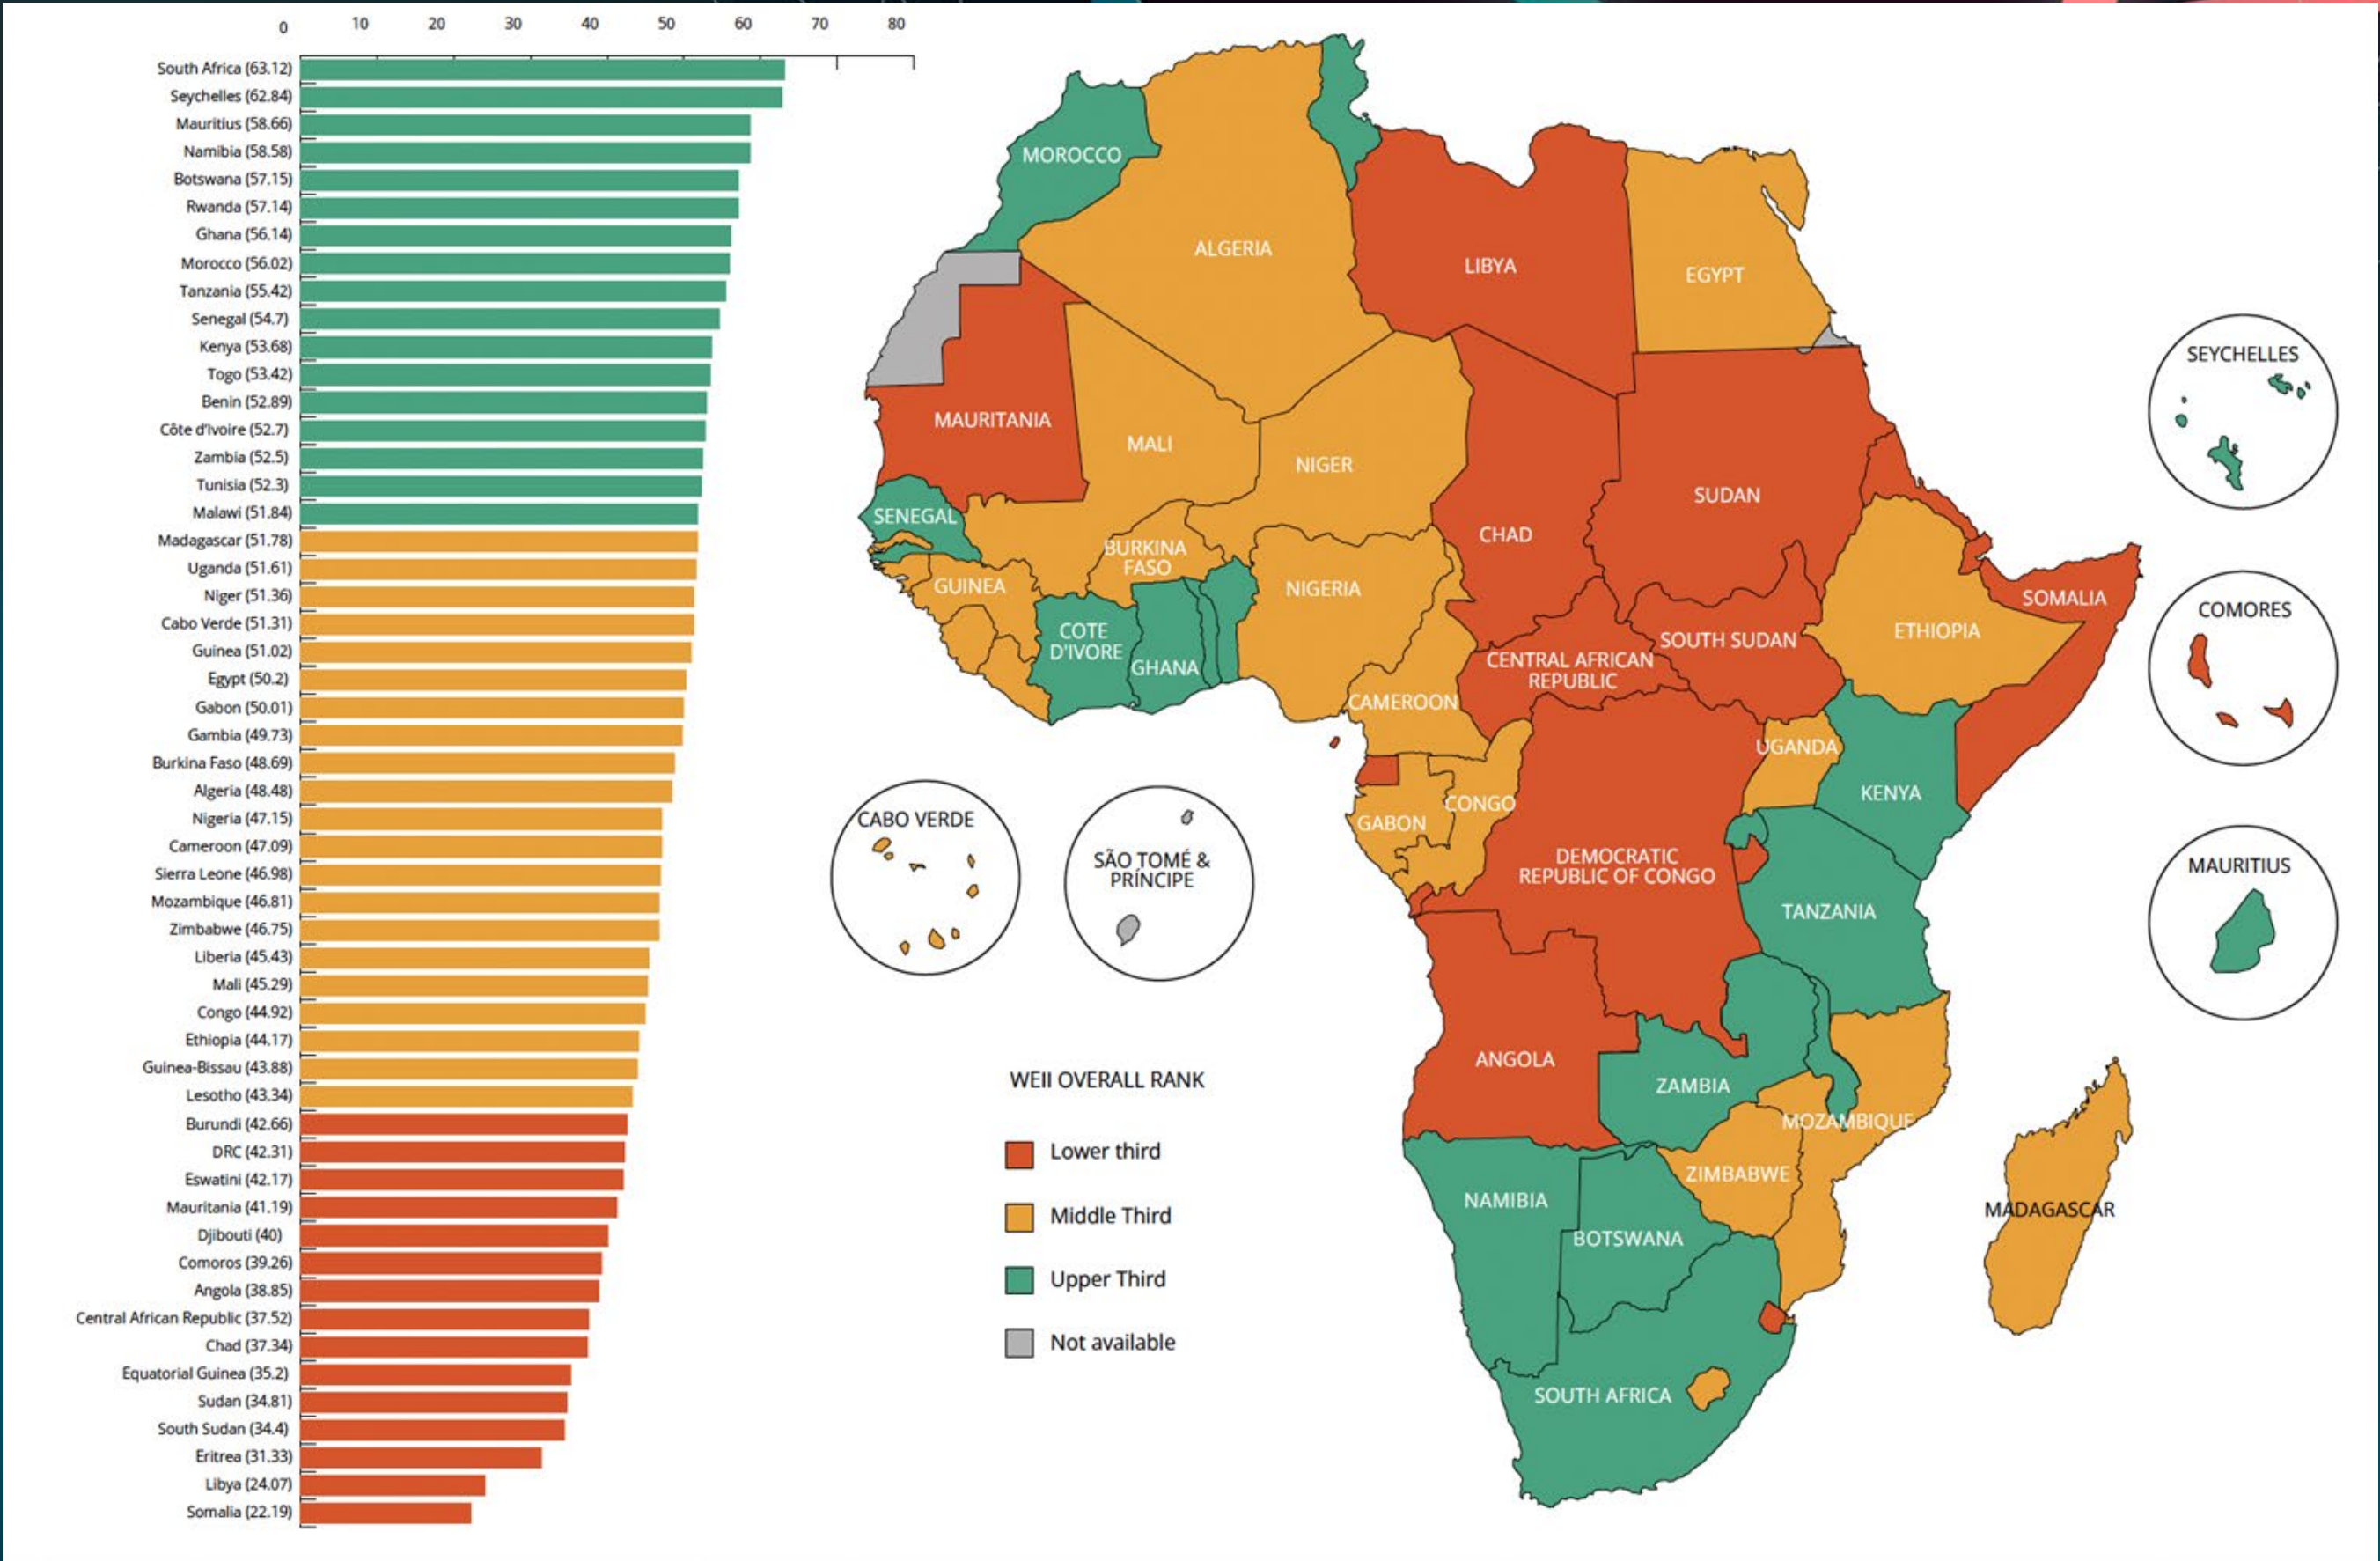 0 10 20 30 40 50 60 70 80
South Africa (63.12)
Seychelles (62.84)
Mauritius (58.66)
Namibia (58.58)
Botswana (57.15)
Rwanda (57.14)
Ghana (56.14)
Morocco (56.02)
Tanzania (55.42)
Senegal (54.7)
Kenya (53.68)
Togo (53.42)
Benin (52.89)
Côte d'Ivoire (52.7)
Zambia (52.5)
Tunisia (52.3)
Malawi (51.84)
Madagascar (51.78)
Uganda (51.61)
Niger (51.36)
Cabo Verde (51.31)
Guinea (51.02)
Egypt (50.2)
Gabon (50.01)
Gambia (49.73)
Burkina Faso (48.69)
Algeria (48.48)
Nigeria (47.15)
Cameroon (47.09)
Sierra Leone (46.98)
Mozambique (46.81)
Zimbabwe (46.75)
Liberia (45.43)
Mali (45.29)
Congo (44.92)
Ethiopia (44.17)
Guinea-Bissau (43.88)
Lesotho (43.34)
Burundi (42.66)
DRC (42.31)
Eswatini (42.17)
Mauritania (41.19)
Djibouti (40)
Comoros (39.26)
Angola (38.85)
Central African Republic (37.52)
Chad (37.34)
Equatorial Guinea (35.2)
Sudan (34.81)
South Sudan (34.4)
Eritrea (31.33)
Libya (24.07)
Somalia (22.19)
MOROCCO
ALGERIA
LIBYA
EGYPT
MAURITANIA
MALI
NIGER
CHAD
SUDAN
SENEGAL
BURKINA
FASO
GUINEA
NIGERIA
COTE
D'IVORE
GHANA
CAMEROON
CENTRAL AFRICAN
REPUBLIC
SOUTH SUDAN
ETHIOPIA
SOMALIA
UGANDA
KENYA
GABON
CONGO
DEMOCRATIC
REPUBLIC OF CONGO
TANZANIA
ANGOLA
ZAMBIA
MOZAMBIQUE
ZIMBABWE
NAMIBIA
BOTSWANA
MADAGASCAR
SOUTH AFRICA
SEYCHELLES
COMORES
MAURITIUS
CABO VERDE
SÃO TOMÉ &
PRÍNCIPE
WEII OVERALL RANK
Lower third
Middle Third
Upper Third
Not available